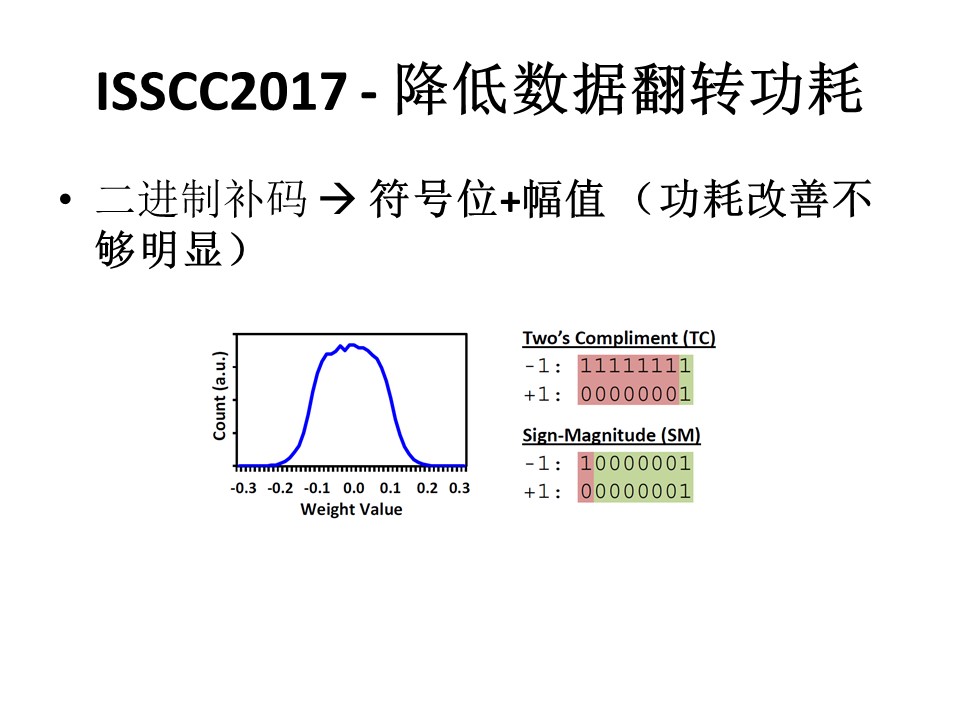 ISSCC2017 - 降低数据翻转功耗
• 二进制补码 → 符号位+幅值 （功耗改善不
够明显）
Count (a.u.)
-0.3 -0.2 -0.1 0.0 0.1 0.2 0.3
Weight Value
Two's Compliment (TC)
-1: 11111111
+1: 00000001
Sign-Magnitude (SM)
-1: 10000001
+1: 00000001